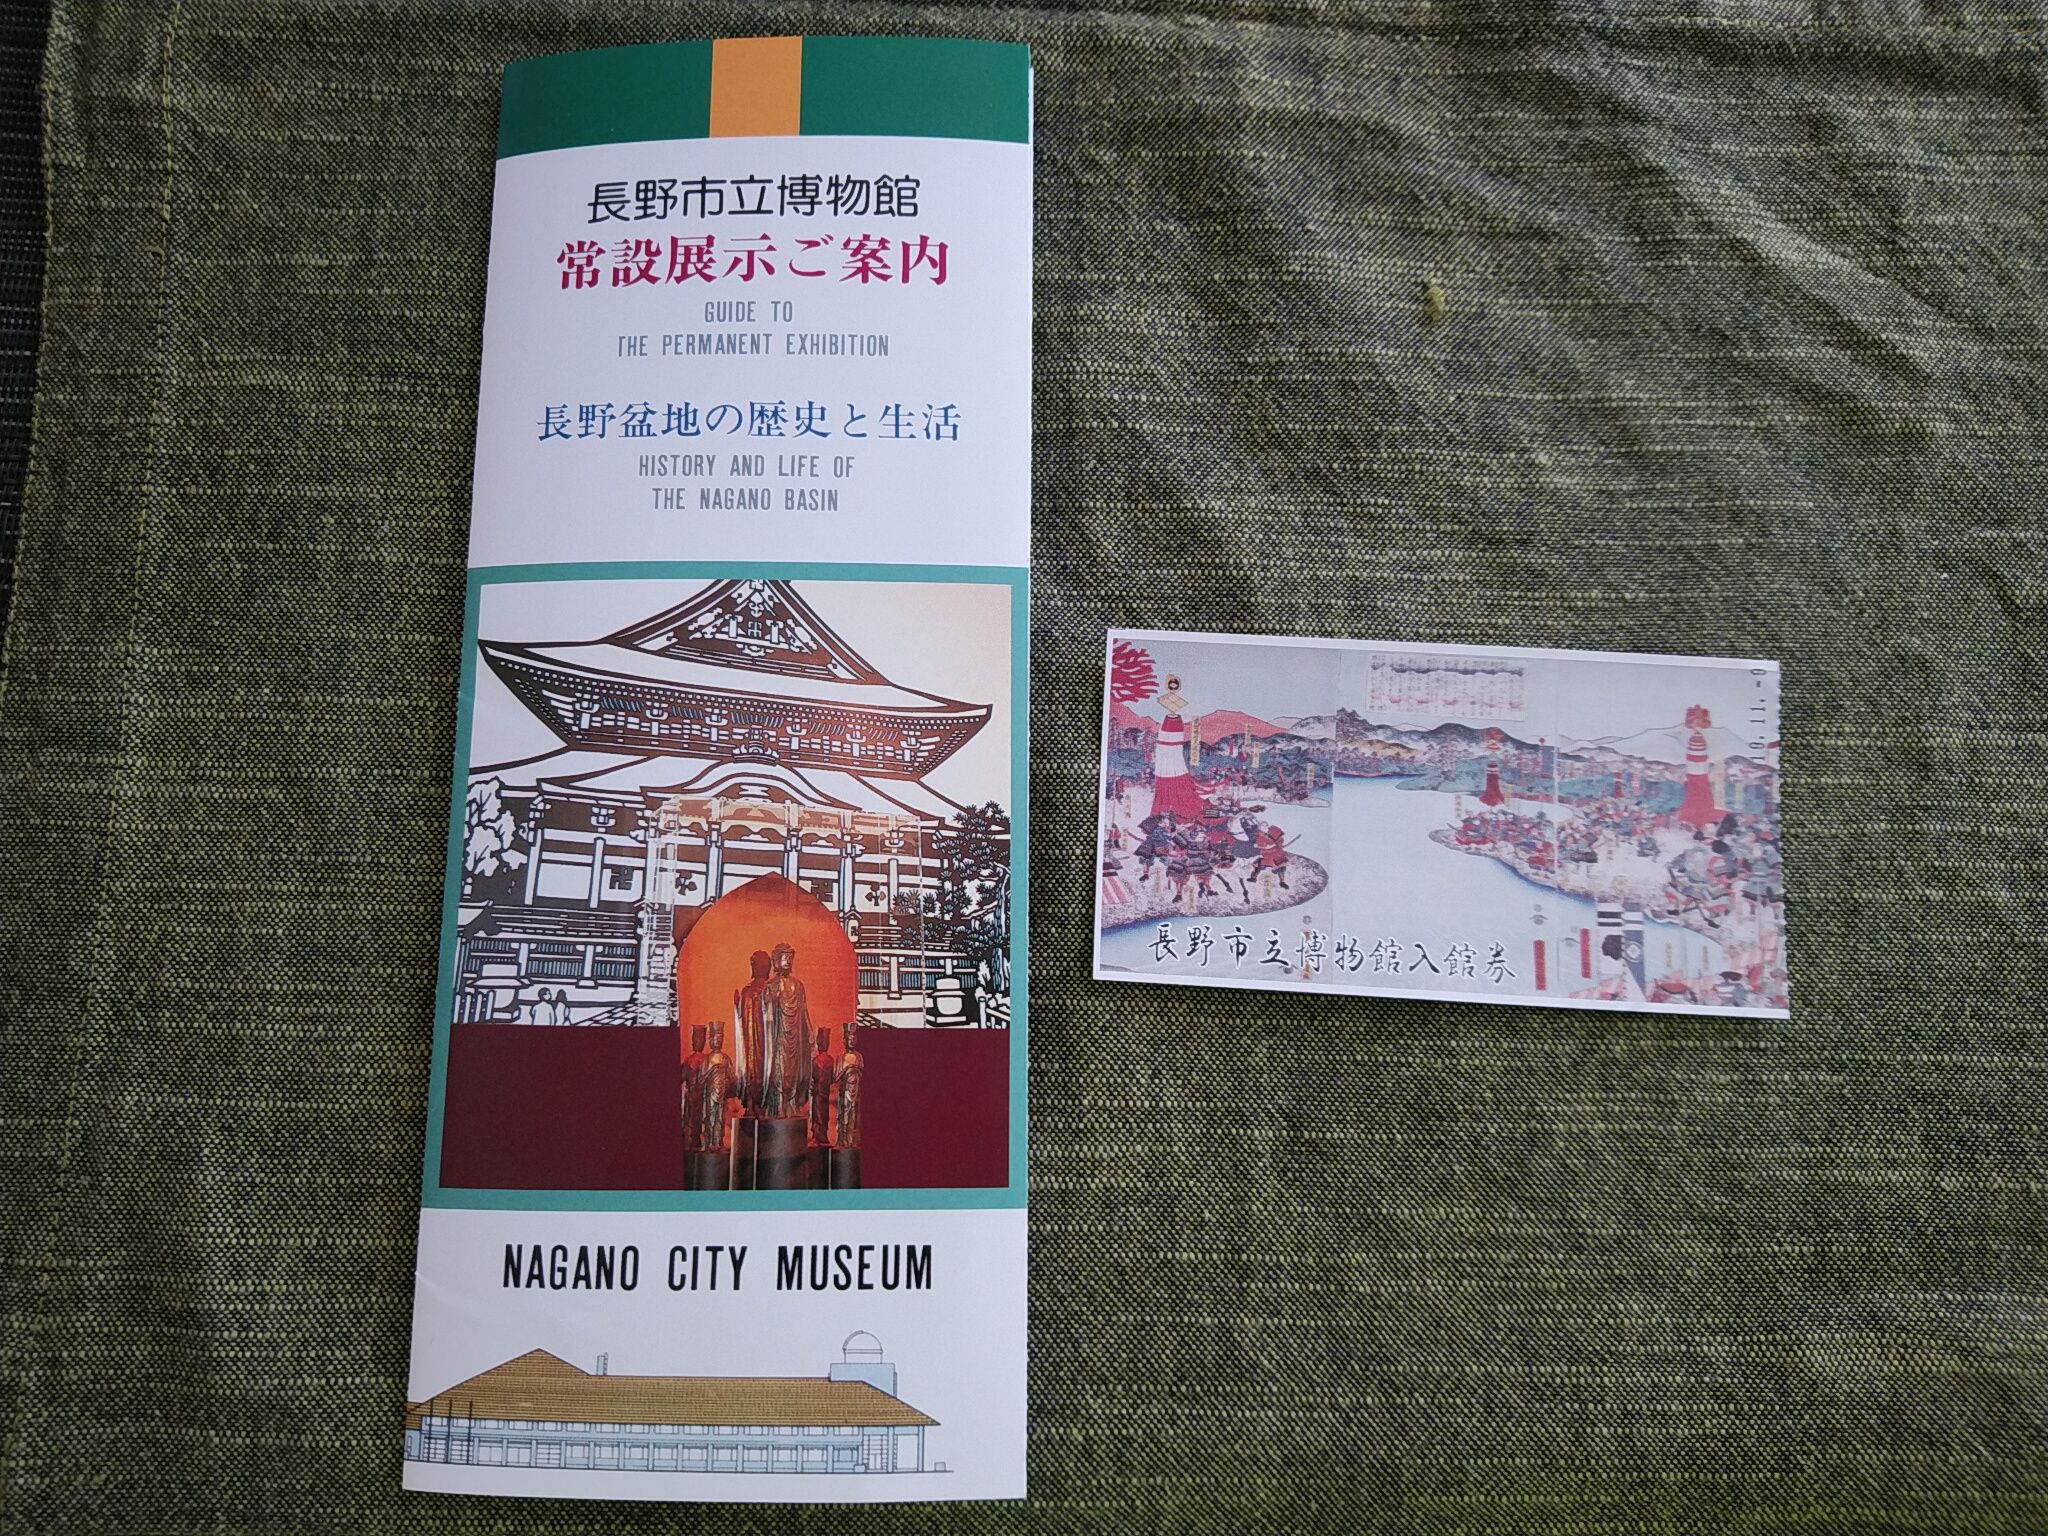 長野市立博物館
常設展示ご案内
GUIDE TO
THE PERMANENT EXHIBITION
長野盆地の歴史と生活
HISTORY AND LIFE OF
THE NAGANO BASIN
NAGANO CITY MUSEUM
長野市立博物館入館券